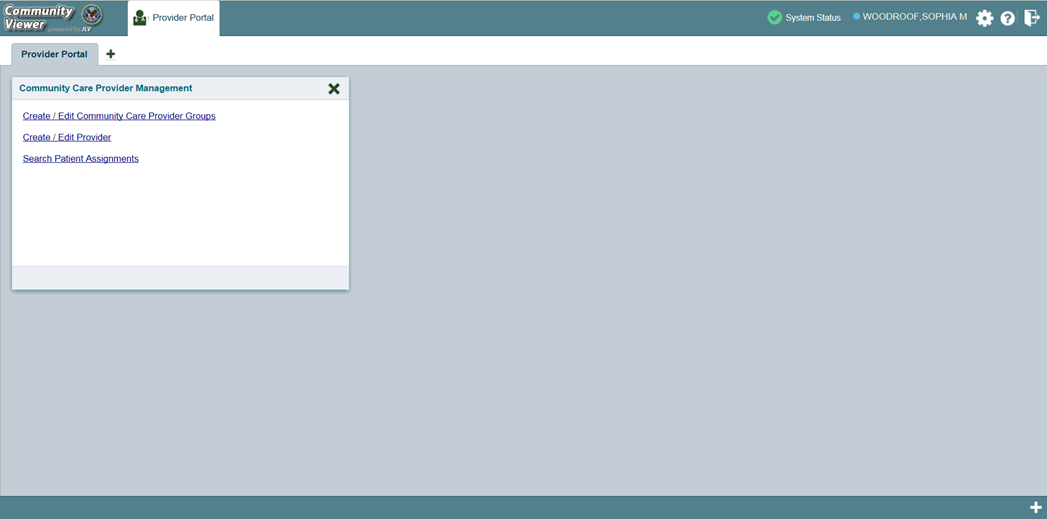 Community
Viewer powered by JLV
Provider Portal
System Status
WOODROOF,SOPHIA M
Provider Portal
Community Care Provider Management
Create / Edit Community Care Provider Groups
Create / Edit Provider
Search Patient Assignments